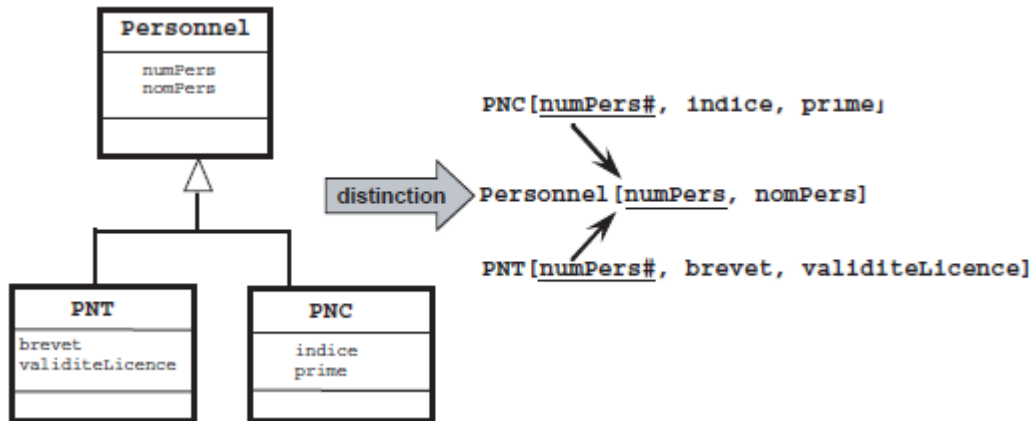 Personnel
numPers
nomPers
PNT
brevet
validiteLicence
PNC
indice
prime
distinction
PNC[numPers#, indice, prime]
Personnel[numPers, nomPers]
PNT[numPers#, brevet, validiteLicence]